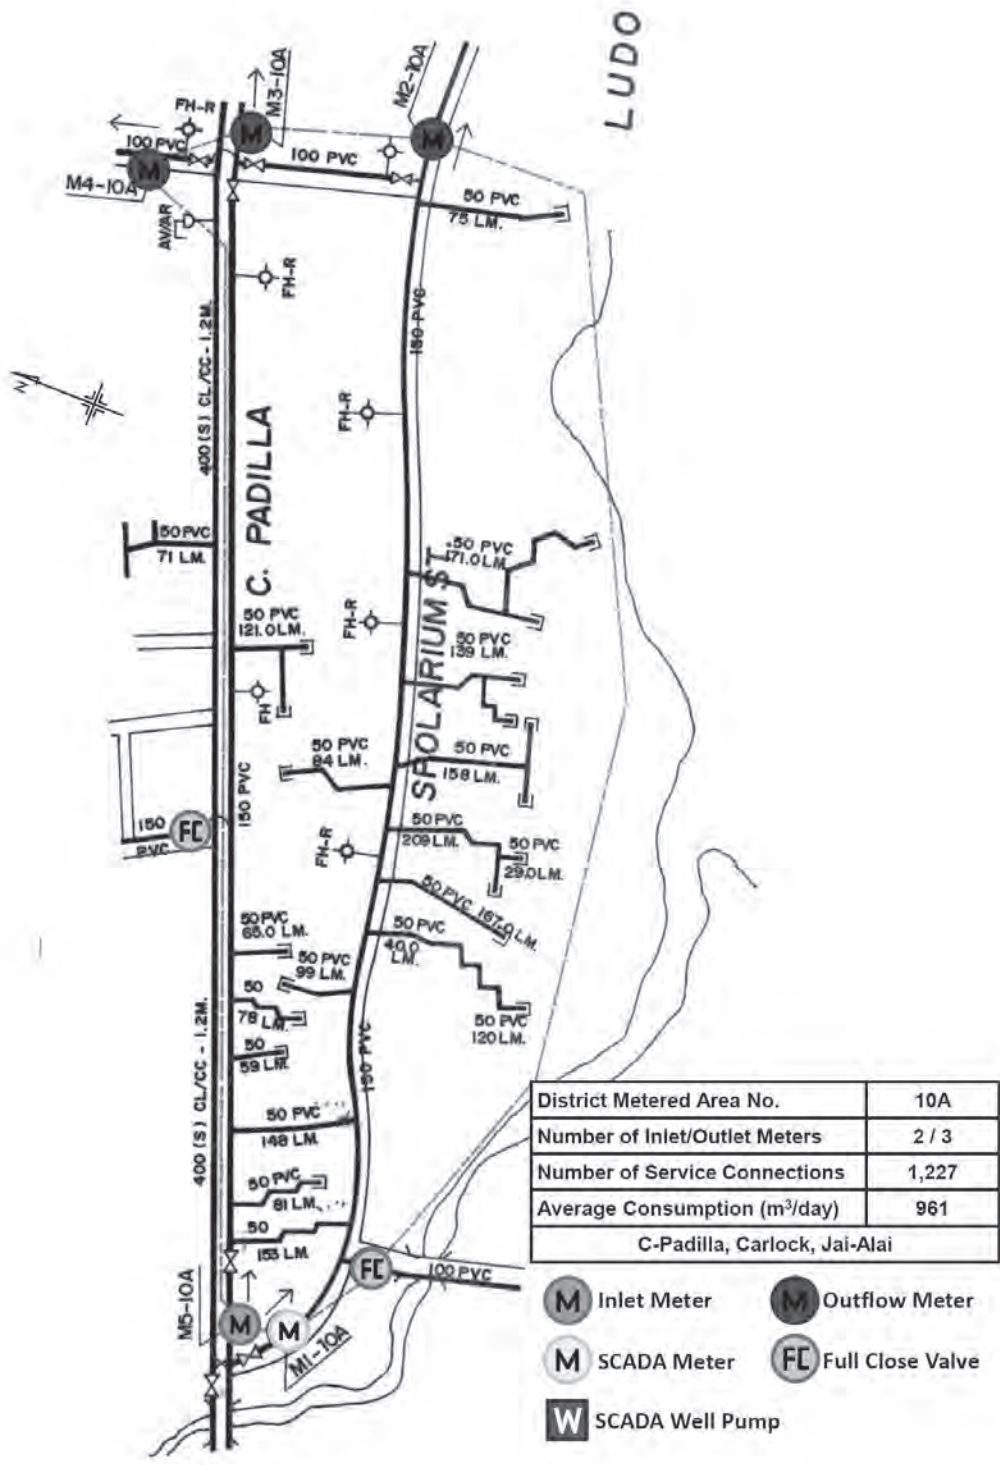 LUDO
M3-10A
M2-10A
FH-R
100 PVC
100 PVC
M
M
M
M4-10A
50 PVC
75 LM.
AV/AR
FH-R
150 PVC
400 (S) CL/CC - 1.2M.
N
FH-R
C. PADILLA
50 PVC
71 LM.
50 PVC
171.0 LM.
50 PVC
121.0 LM.
FH-R
50 PVC
139 LM.
SPOLARIUM ST.
FH
50 PVC
84 LM.
50 PVC
158 LM.
150 PVC
150
PVC
FC
50 PVC
209 LM.
50 PVC
29.0 LM.
FH-R
50 PVC 167.0 LM.
50 PVC
65.0 LM.
50 PVC
40.0
LM.
50 PVC
99 LM.
50
78 LM.
50 PVC
120 LM.
50
59 LM.
150 PVC
400 (S) CL/CC - 1.2M.
50 PVC
148 LM.
50 PVC
81 LM.
50
153 LM.
FC
100 PVC
M5-10A
M
M
M1-10A
District Metered Area No. 10A
Number of Inlet/Outlet Meters 2 / 3
Number of Service Connections 1,227
Average Consumption (m³/day) 961
C-Padilla, Carlock, Jai-Alai
M Inlet Meter
M Outflow Meter
M SCADA Meter
FC Full Close Valve
W SCADA Well Pump